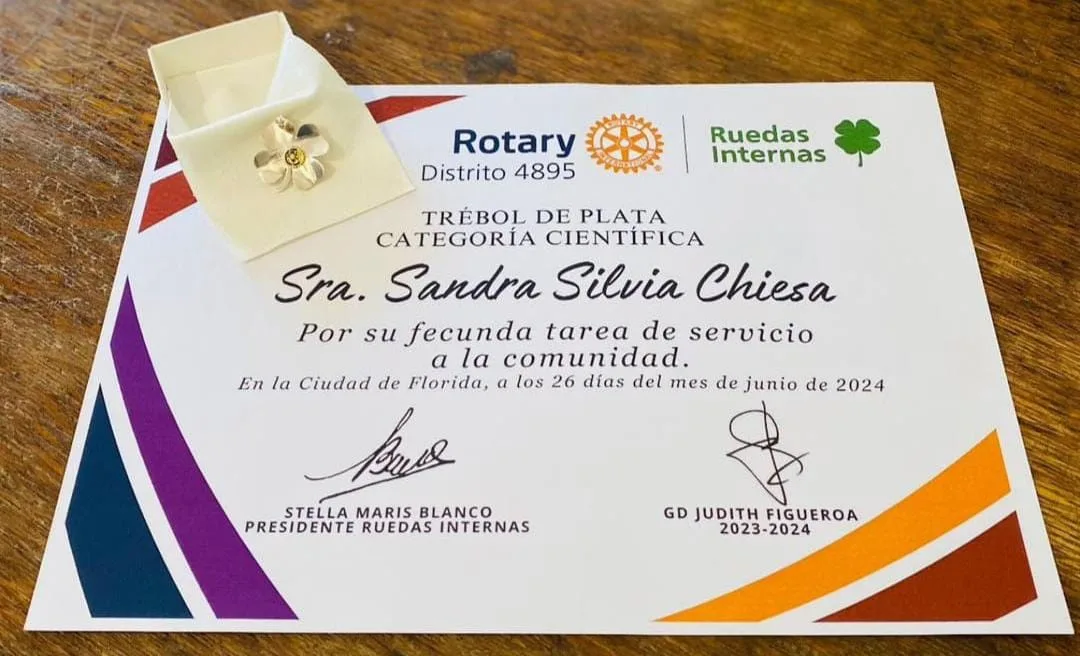 Rotary
Distrito 4895
ROTARY
INTERNATIONAL
Ruedas
Internas
TRÉBOL DE PLATA
CATEGORÍA CIENTÍFICA
Sra. Sandra Silvia Chiesa
Por su fecunda tarea de servicio
a la comunidad.
En la Ciudad de Florida, a los 26 días del mes de junio de 2024
STELLA MARIS BLANCO
PRESIDENTE RUEDAS INTERNAS
GD JUDITH FIGUEROA
2023-2024